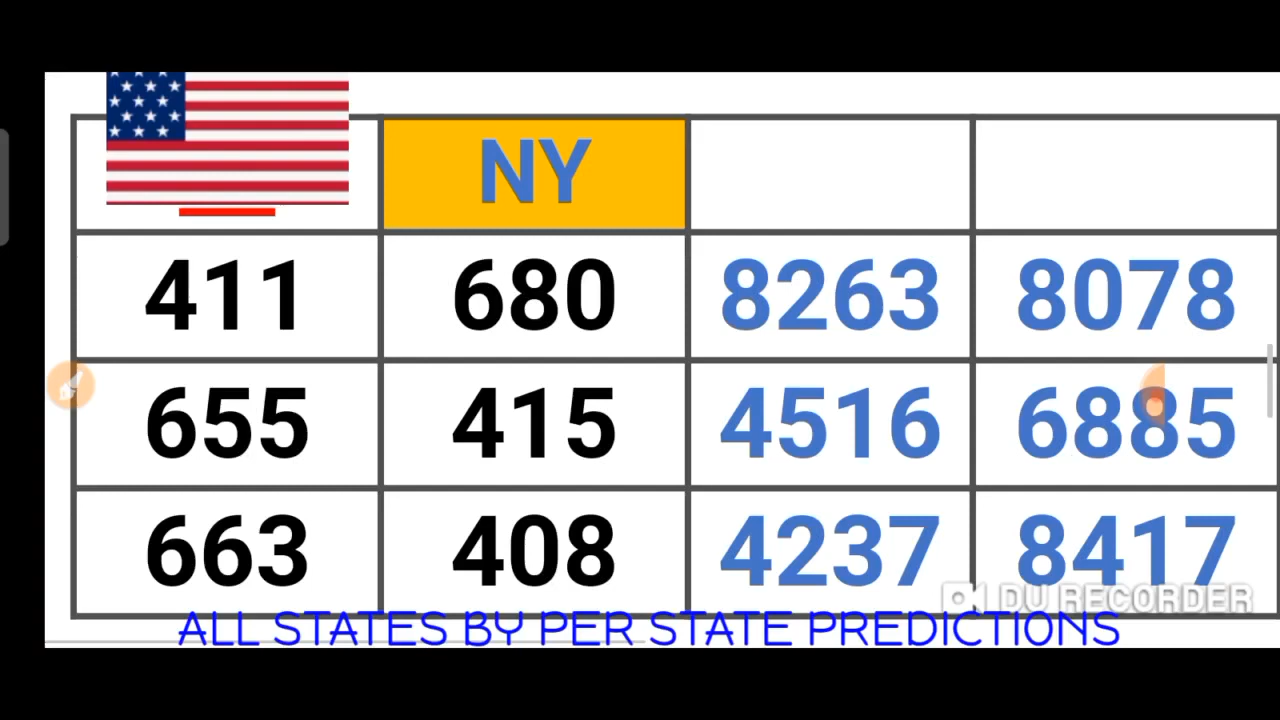 NY
411 680 8263 8078
655 415 4516 6885
663 408 4237 8417
DU RECORDER
ALL STATES BY PER STATE PREDICTIONS